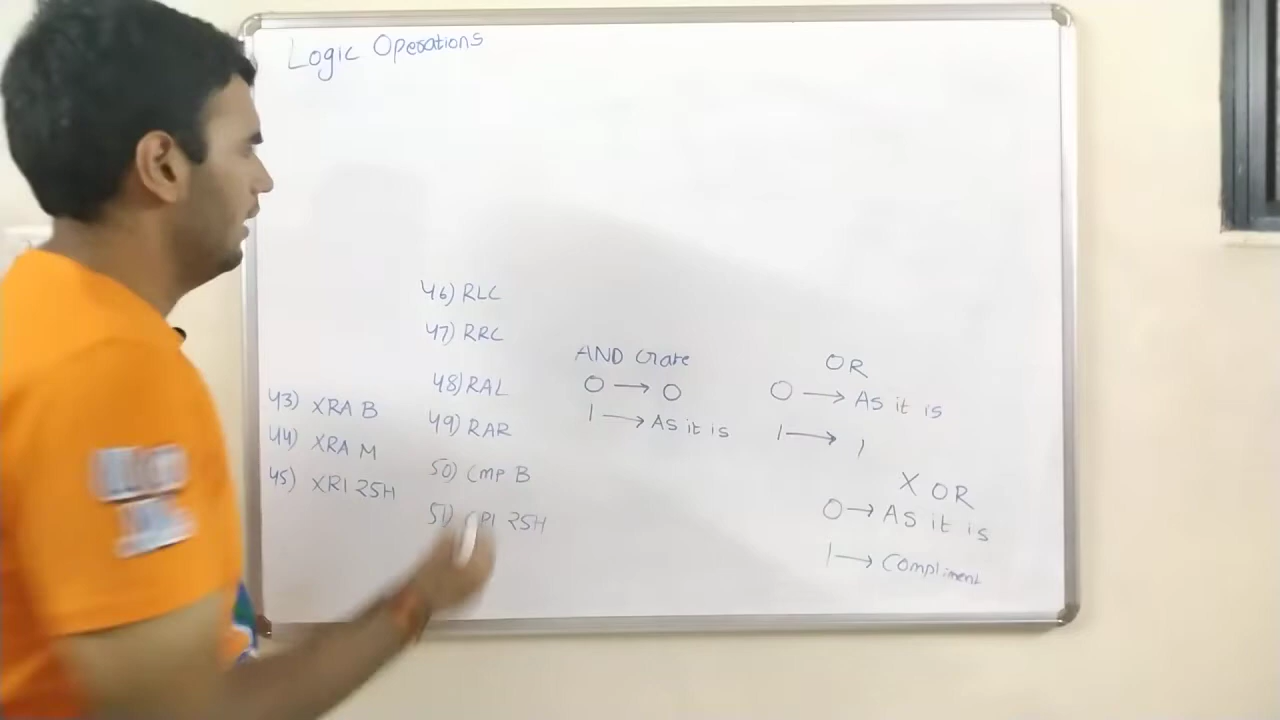 Logic Operations
43) XRA B
44) XRA M
45) XRI 25H
46) RLC
47) RRC
48) RAL
49) RAR
50) CMP B
51) CPI 25H
AND Gate
0 → 0
1 → As it is
OR
0 → As it is
1 → 1
X OR
0 → As it is
1 → Compliment